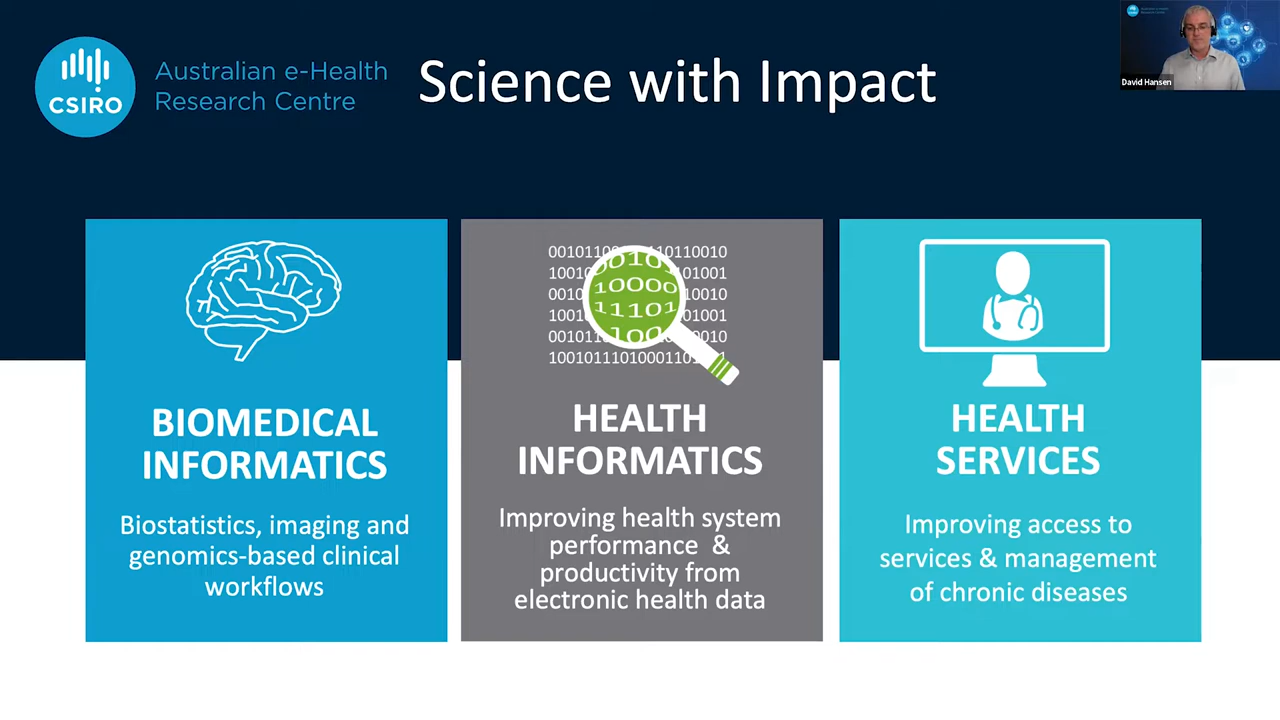 CSIRO
Australian e-Health
Research Centre
Science with Impact
David Hansen
BIOMEDICAL
INFORMATICS
Biostatistics, imaging and
genomics-based clinical
workflows
10000
11101
HEALTH
INFORMATICS
Improving health system
performance &
productivity from
electronic health data
HEALTH
SERVICES
Improving access to
services & management
of chronic diseases